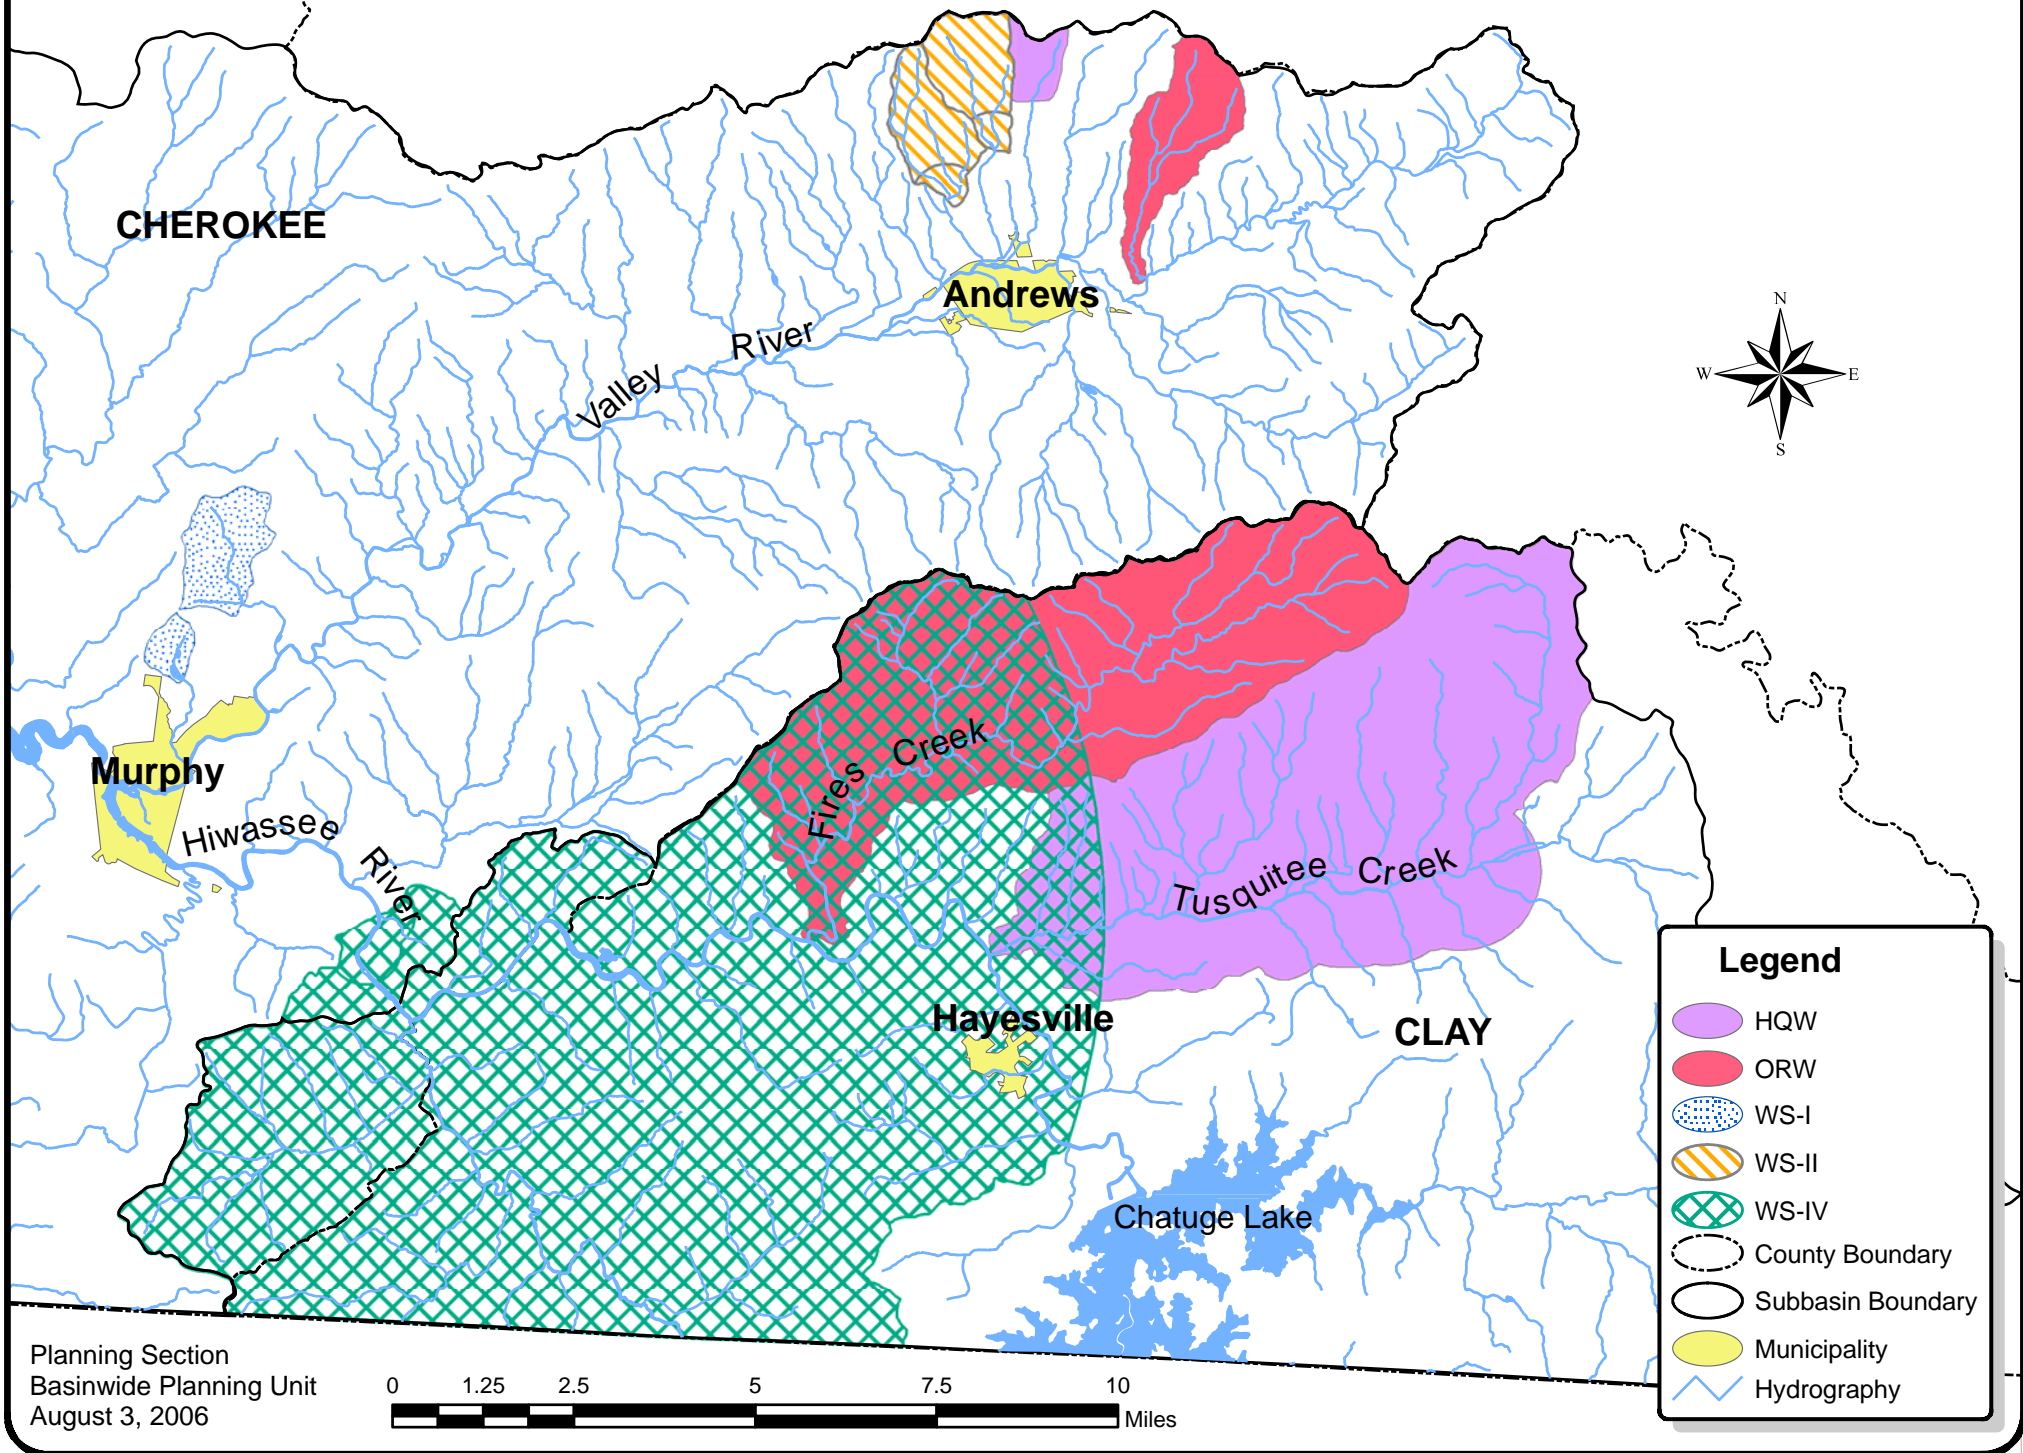 CHEROKEE
Andrews
Valley River
N
W E
S
Murphy
Hiwassee River
Fires Creek
Tusquitee Creek
Hayesville
CLAY
Chatuge Lake
Legend
HQW
ORW
WS-I
WS-II
WS-IV
County Boundary
Subbasin Boundary
Municipality
Hydrography
Planning Section
Basinwide Planning Unit
August 3, 2006
0 1.25 2.5 5 7.5 10
Miles